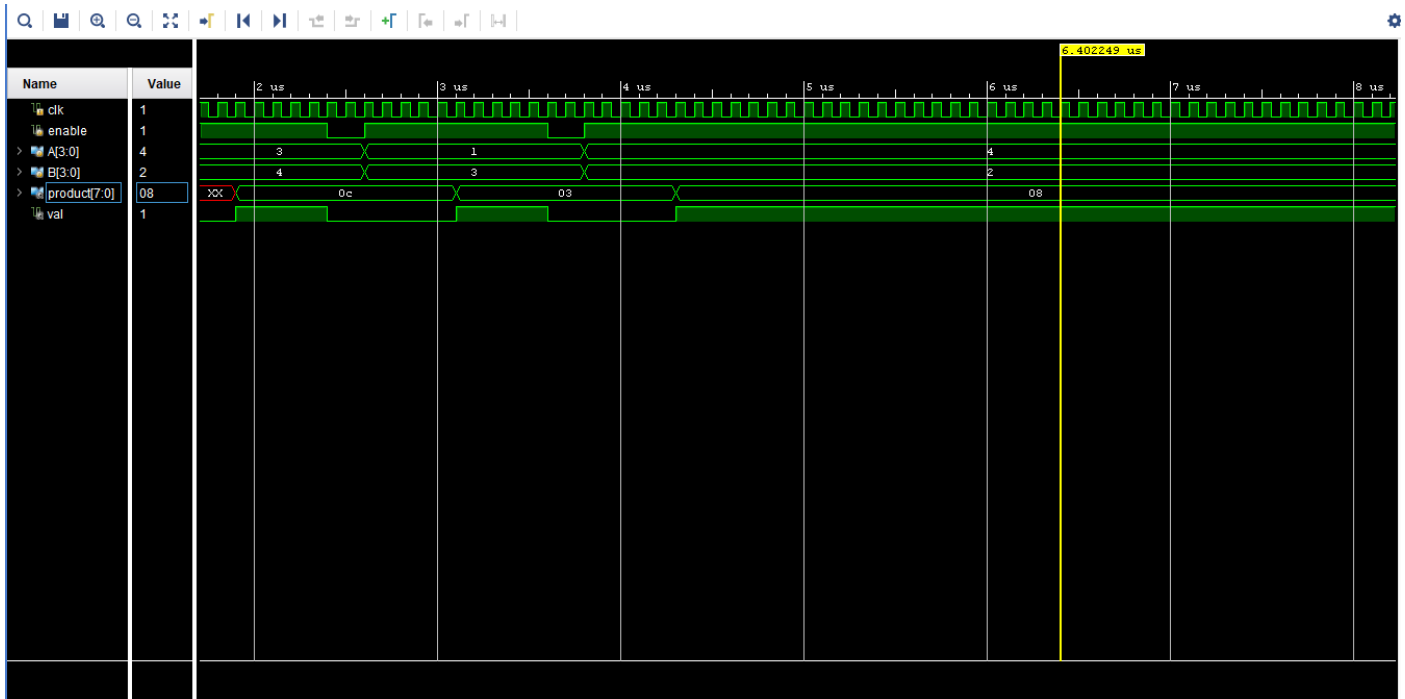 6.402249 us
Name Value
2 us 3 us 4 us 5 us 6 us 7 us 8 us
clk 1
enable 1
A[3:0] 4 3 1 4
B[3:0] 2 4 3 2
product[7:0] 08 XX 0c 03 08
val 1